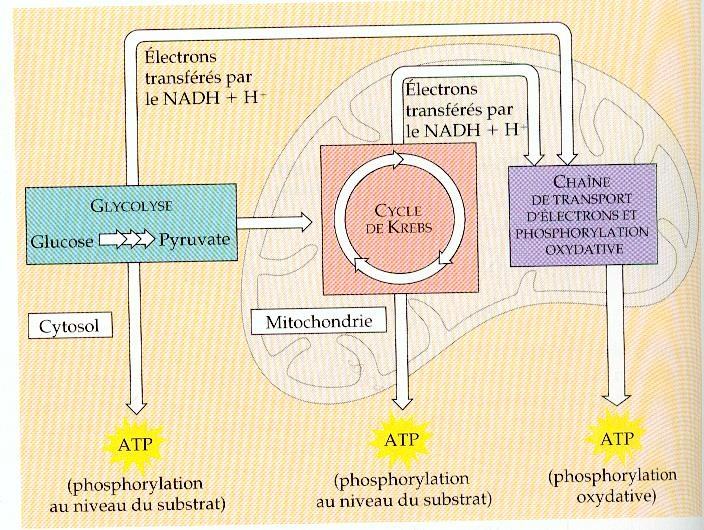 Électrons
transférés par
le NADH + H+
Électrons
transférés par
le NADH + H+
GLYCOLYSE
Glucose Pyruvate
CYCLE
DE KREBS
CHAÎNE
DE TRANSPORT
D'ÉLECTRONS ET
PHOSPHORYLATION
OXYDATIVE
Cytosol
Mitochondrie
ATP
(phosphorylation
au niveau du substrat)
ATP
(phosphorylation
au niveau du substrat)
ATP
(phosphorylation
oxydative)